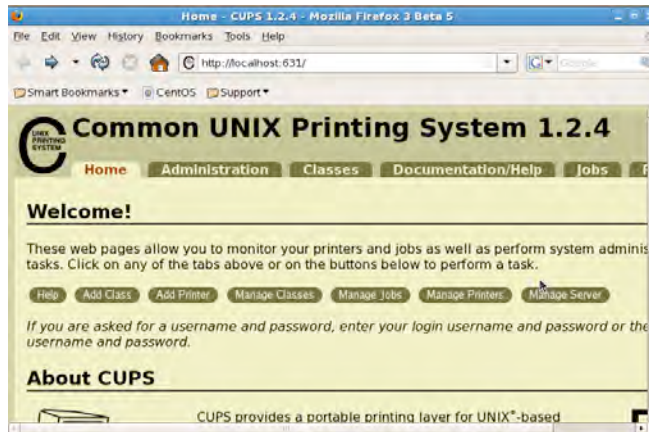 Home - CUPS 1.2.4 - Mozilla Firefox 3 Beta 5
File Edit View History Bookmarks Tools Help
http://localhost:631/
Google
Smart Bookmarks CentOS Support
UNIX PRINTING SYSTEM
Common UNIX Printing System 1.2.4
Home Administration Classes Documentation/Help Jobs
Welcome!
These web pages allow you to monitor your printers and jobs as well as perform system adminis
tasks. Click on any of the tabs above or on the buttons below to perform a task.
Help Add Class Add Printer Manage Classes Manage Jobs Manage Printers Manage Server
If you are asked for a username and password, enter your login username and password or the
username and password.
About CUPS
CUPS provides a portable printing layer for UNIX®-based